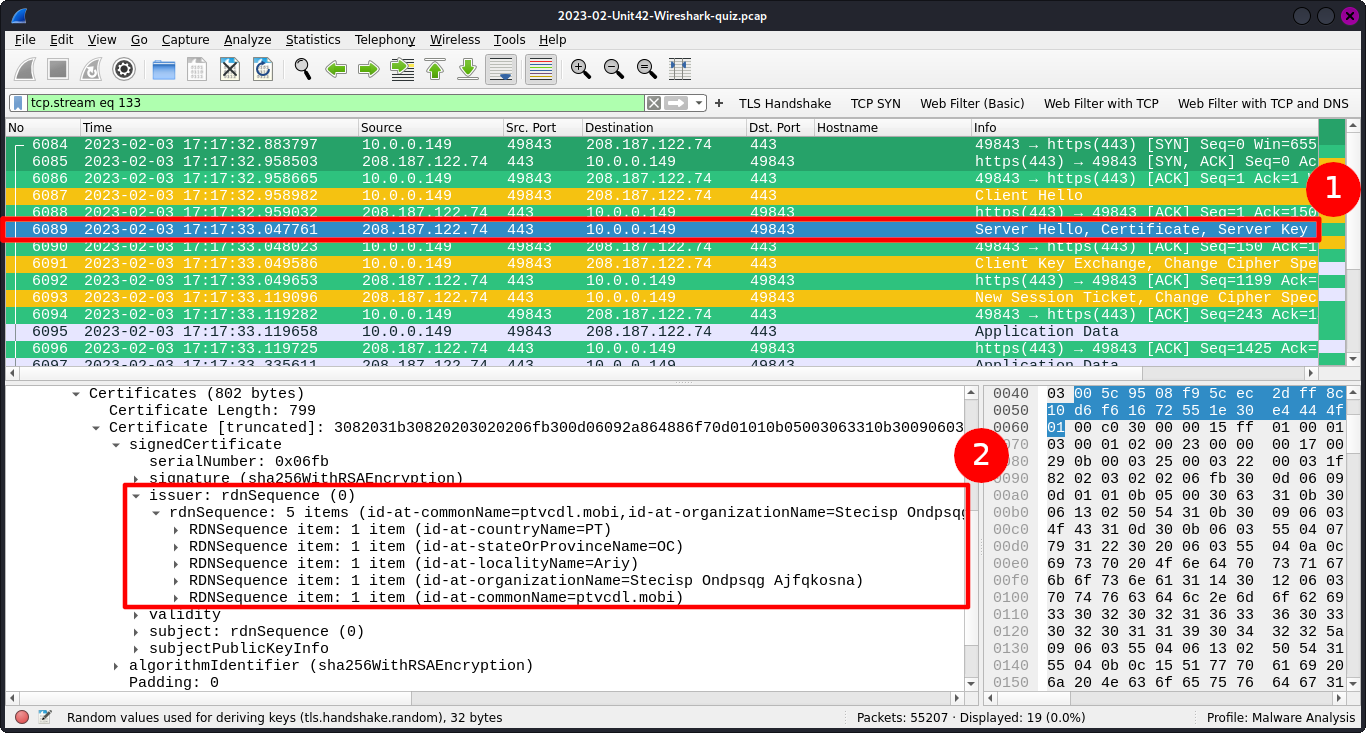 2023-02-Unit42-Wireshark-quiz.pcap
File Edit View Go Capture Analyze Statistics Telephony Wireless Tools Help
tcp.stream eq 133 + TLS Handshake TCP SYN Web Filter (Basic) Web Filter with TCP Web Filter with TCP and DNS
No Time Source Src. Port Destination Dst. Port Hostname Info
6084 2023-02-03 17:17:32.883797 10.0.0.149 49843 208.187.122.74 443 49843 → https(443) [SYN] Seq=0 Win=655
6085 2023-02-03 17:17:32.958503 208.187.122.74 443 10.0.0.149 49843 https(443) → 49843 [SYN, ACK] Seq=0 Ac
6086 2023-02-03 17:17:32.958665 10.0.0.149 49843 208.187.122.74 443 49843 → https(443) [ACK] Seq=1 Ack=1
6087 2023-02-03 17:17:32.958982 10.0.0.149 49843 208.187.122.74 443 Client Hello
1
6088 2023-02-03 17:17:32.959032 208.187.122.74 443 10.0.0.149 49843 https(443) → 49843 [ACK] Seq=1 Ack=150
6089 2023-02-03 17:17:33.047761 208.187.122.74 443 10.0.0.149 49843 Server Hello, Certificate, Server Key
6090 2023-02-03 17:17:33.048023 10.0.0.149 49843 208.187.122.74 443 49843 → https(443) [ACK] Seq=150 Ack=1
6091 2023-02-03 17:17:33.049586 10.0.0.149 49843 208.187.122.74 443 Client Key Exchange, Change Cipher Spe
6092 2023-02-03 17:17:33.049653 208.187.122.74 443 10.0.0.149 49843 https(443) → 49843 [ACK] Seq=1199 Ack=
6093 2023-02-03 17:17:33.119096 208.187.122.74 443 10.0.0.149 49843 New Session Ticket, Change Cipher Spec
6094 2023-02-03 17:17:33.119282 10.0.0.149 49843 208.187.122.74 443 49843 → https(443) [ACK] Seq=243 Ack=1
6095 2023-02-03 17:17:33.119658 10.0.0.149 49843 208.187.122.74 443 Application Data
6096 2023-02-03 17:17:33.119725 208.187.122.74 443 10.0.0.149 49843 https(443) → 49843 [ACK] Seq=1425 Ack=
6097 2023-02-03 17:17:33.335611 208.187.122.74 443 10.0.0.149 49843 Application Data
Certificates (802 bytes)
Certificate Length: 799
Certificate [truncated]: 3082031b30820203020206fb300d06092a864886f70d01010b05003063310b30090603
signedCertificate
serialNumber: 0x06fb
signature (sha256WithRSAEncryption)
issuer: rdnSequence (0)
rdnSequence: 5 items (id-at-commonName=ptvcdl.mobi,id-at-organizationName=Stecisp Ondpsqg
RDNSequence item: 1 item (id-at-countryName=PT)
RDNSequence item: 1 item (id-at-stateOrProvinceName=OC)
RDNSequence item: 1 item (id-at-localityName=Ariy)
RDNSequence item: 1 item (id-at-organizationName=Stecisp Ondpsqg Ajfqkosna)
RDNSequence item: 1 item (id-at-commonName=ptvcdl.mobi)
validity
subject: rdnSequence (0)
subjectPublicKeyInfo
algorithmIdentifier (sha256WithRSAEncryption)
Padding: 0
2
0040 03 00 5c 95 08 f9 5c ec 2d ff 8c
0050 10 d6 f6 16 72 55 1e 30 e4 44 4f
0060 01 00 c0 30 00 00 15 ff 01 00 01
70 03 00 01 02 00 23 00 00 00 17 00
80 29 0b 00 03 25 00 03 22 00 03 1f
0090 82 02 03 02 02 06 fb 30 0d 06 09
00a0 0d 01 01 0b 05 00 30 63 31 0b 30
00b0 06 13 02 50 54 31 0b 30 09 06 03
00c0 4f 43 31 0d 30 0b 06 03 55 04 07
00d0 79 31 22 30 20 06 03 55 04 0a 0c
00e0 69 73 70 20 4f 6e 64 70 73 71 67
00f0 6b 6f 73 6e 61 31 14 30 12 06 03
0100 70 74 76 63 64 6c 2e 6d 6f 62 69
0110 33 30 32 30 32 31 36 33 36 30 33
0120 30 32 30 31 31 39 30 34 32 32 5a
0130 09 06 03 55 04 06 13 02 50 54 31
0140 55 04 0b 0c 15 51 77 70 61 69 20
0150 6a 20 4e 63 6f 65 75 76 64 67 31
Random values used for deriving keys (tls.handshake.random), 32 bytes
Packets: 55207 · Displayed: 19 (0.0%)
Profile: Malware Analysis